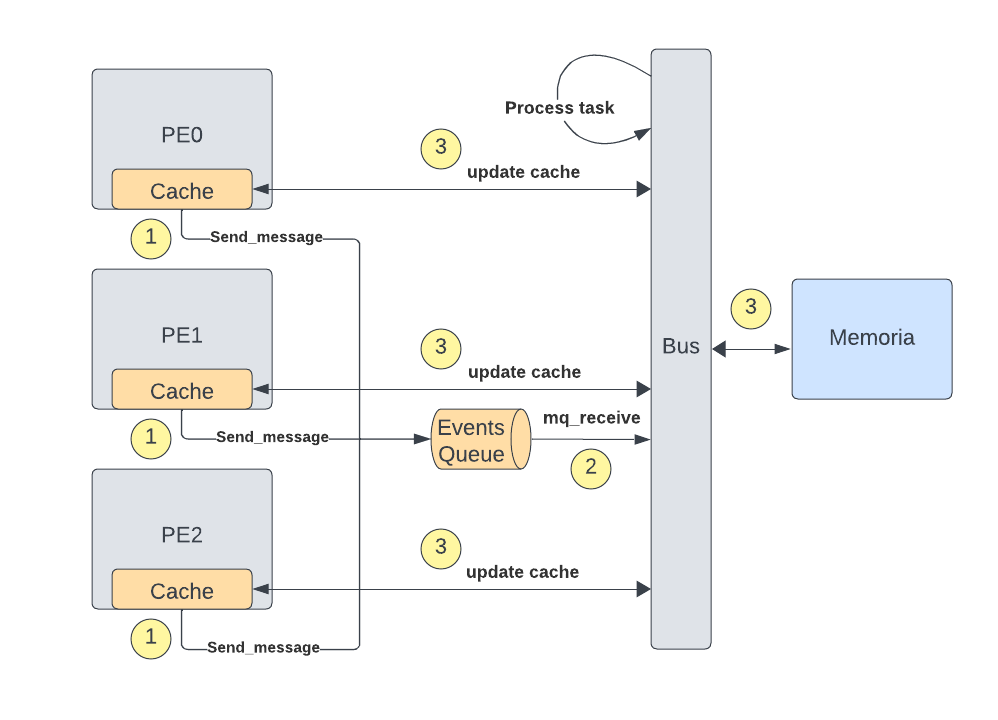 PE0
Cache
1
Send_message
3
update cache
Process task
PE1
Cache
1
Send_message
3
update cache
Events
Queue
mq_receive
2
PE2
Cache
1
Send_message
3
update cache
Bus
3
Memoria